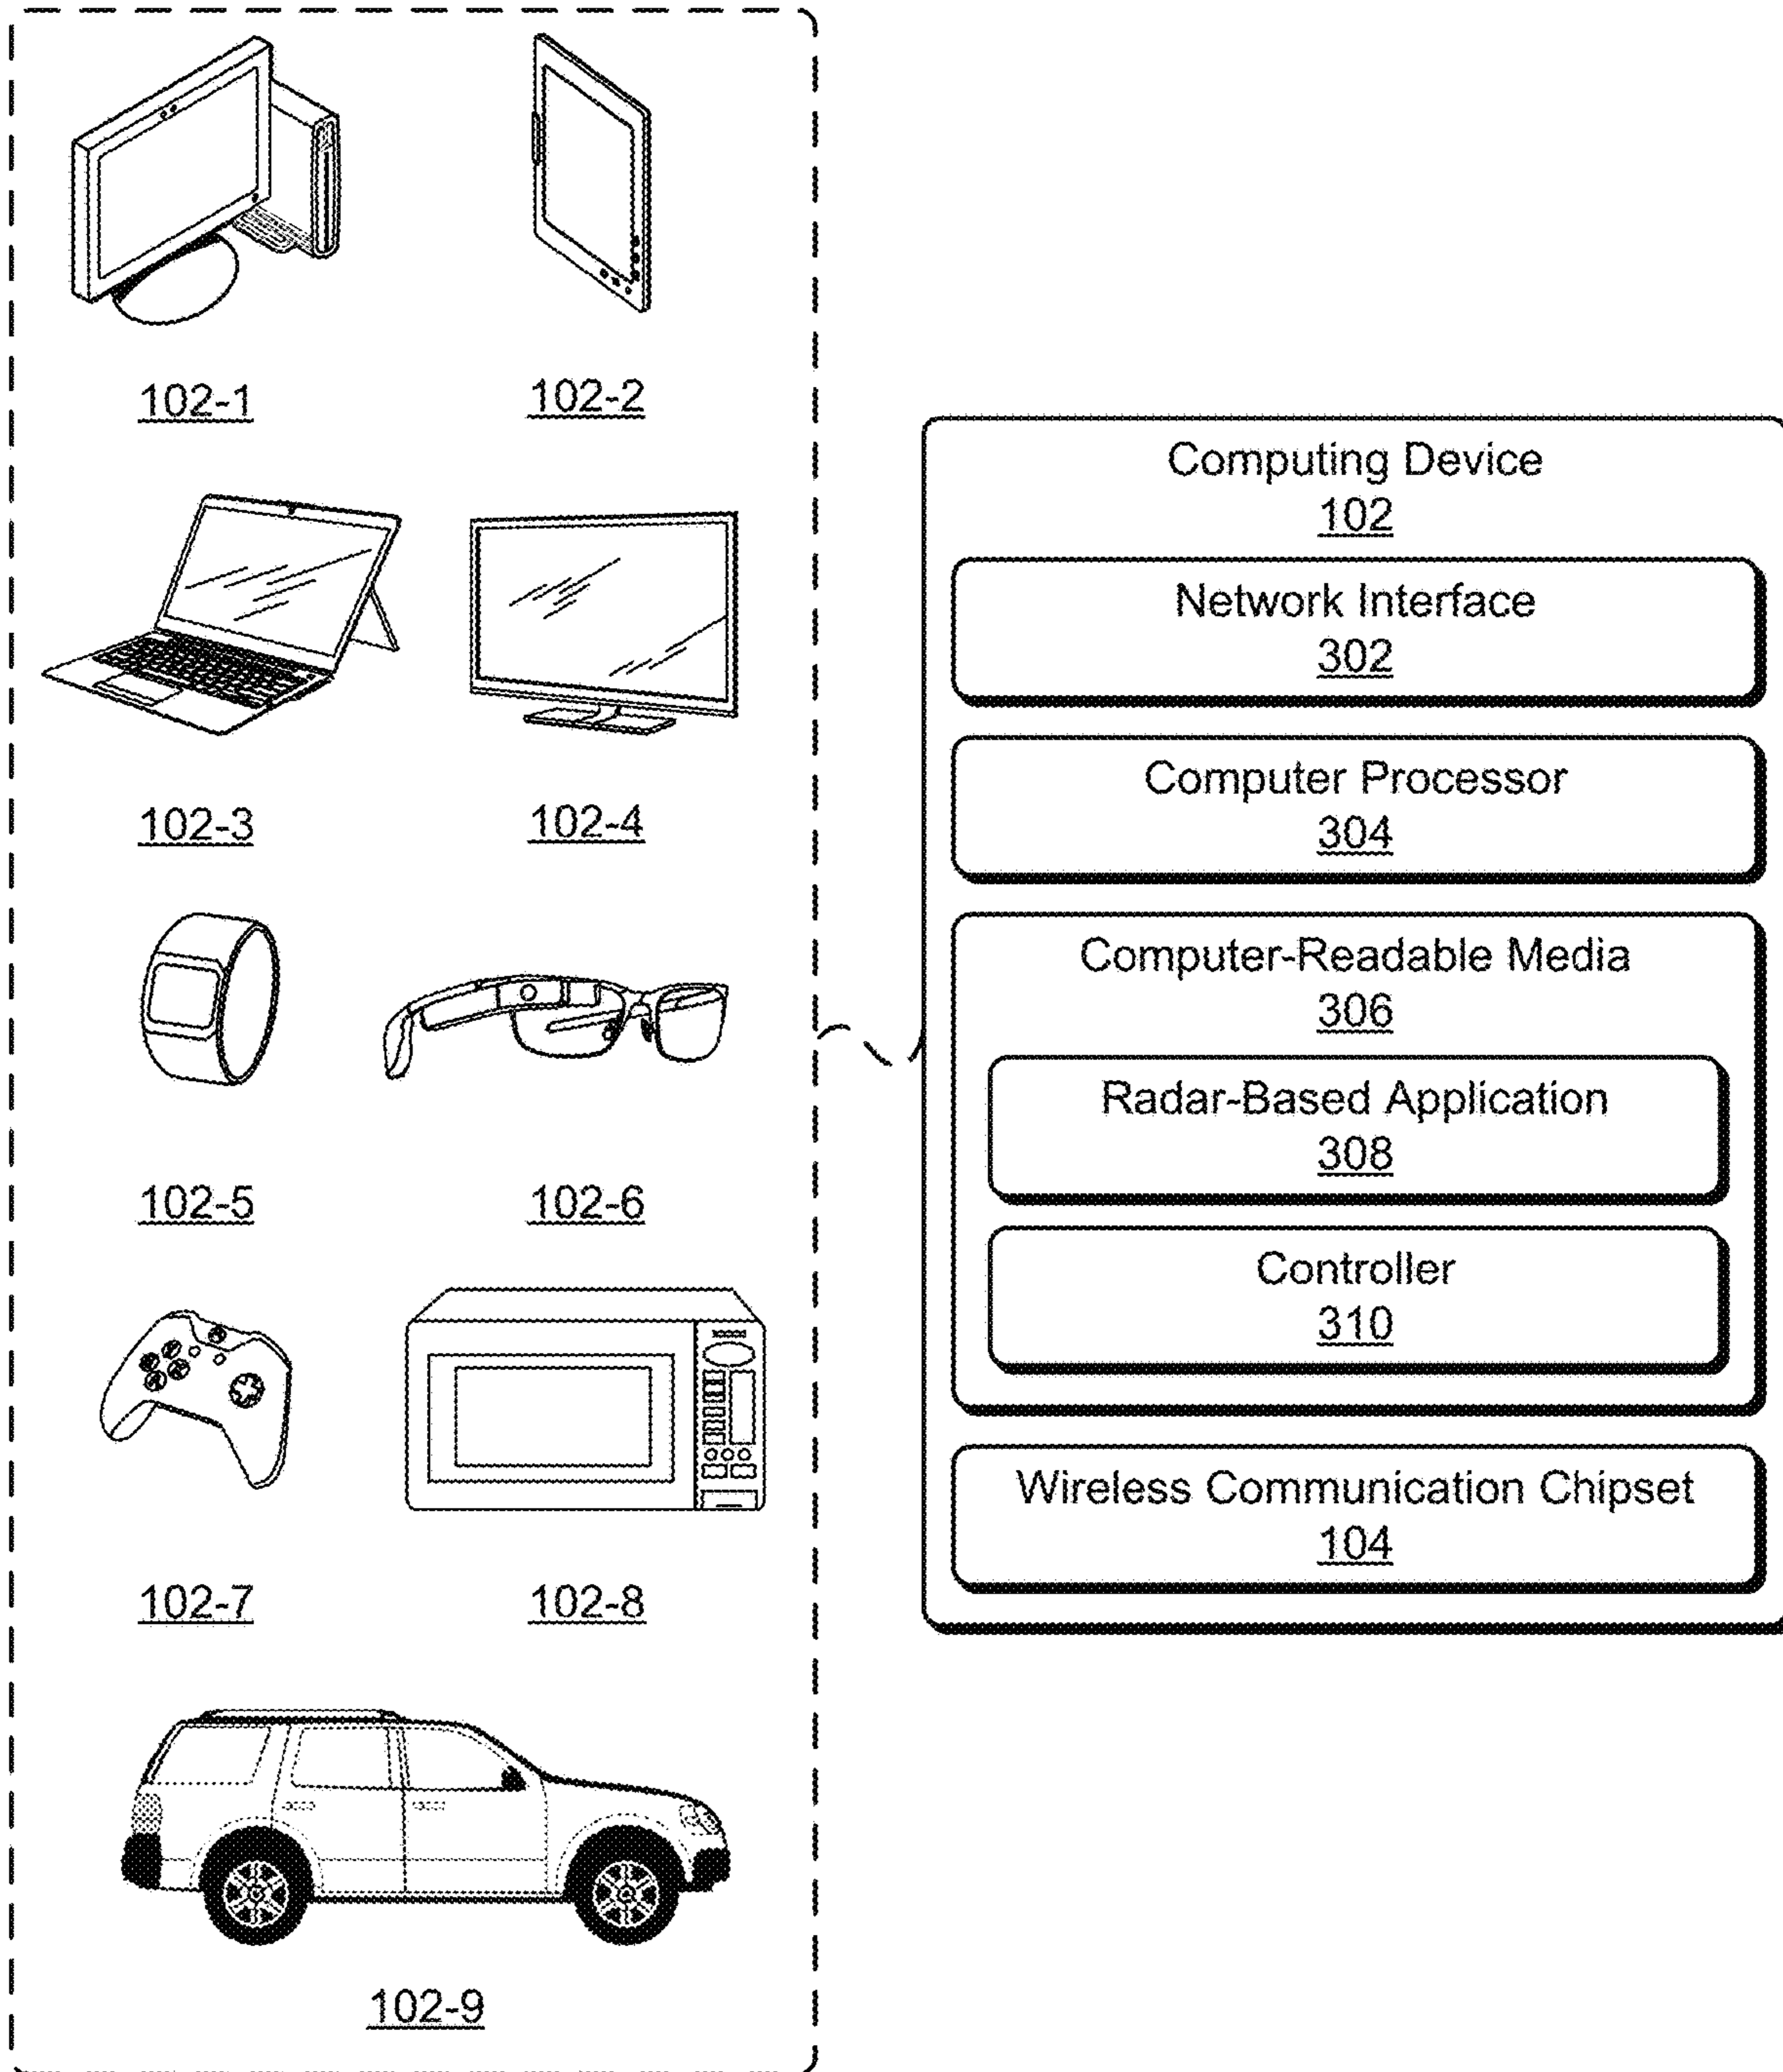 102-1
102-2
102-3
102-4
102-5
102-6
102-7
102-8
102-9
Computing Device
102
Network Interface
302
Computer Processor
304
Computer-Readable Media
306
Radar-Based Application
308
Controller
310
Wireless Communication Chipset
104